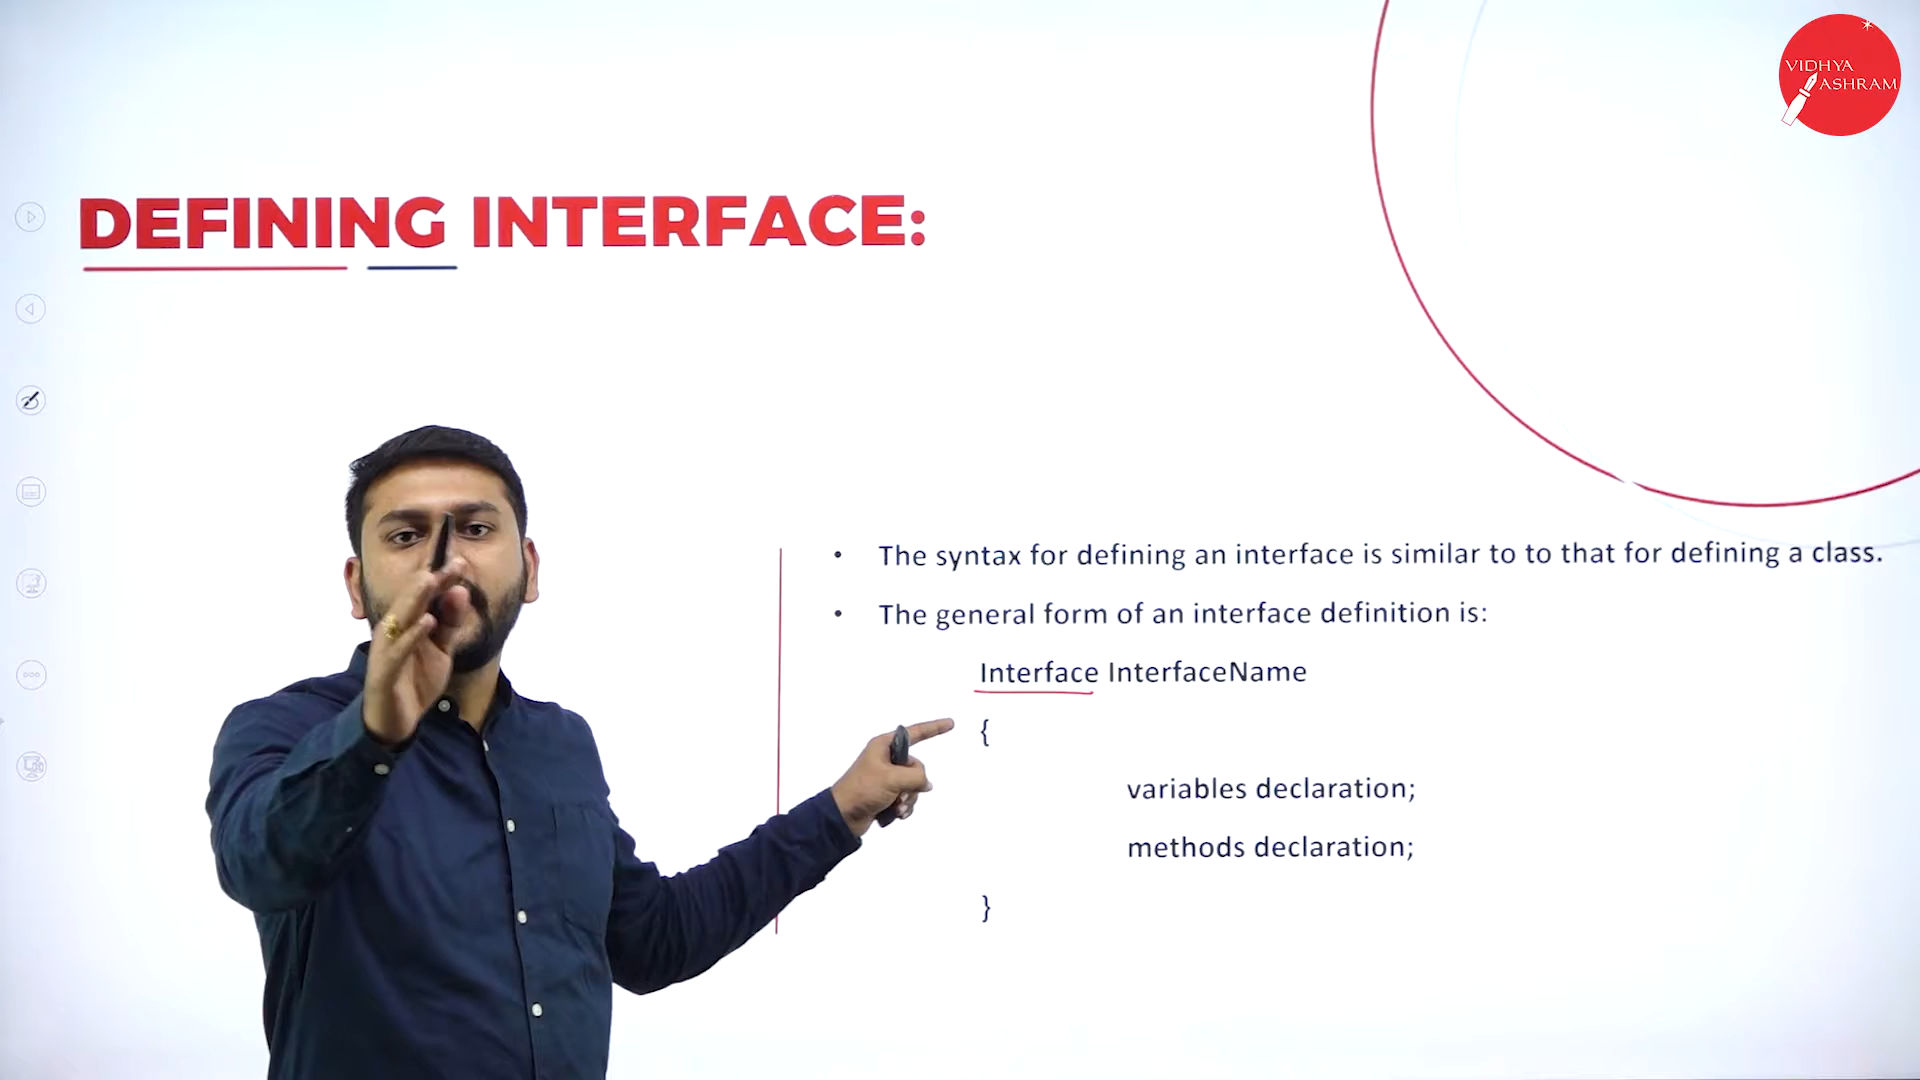 VIDHYA
ASHRAM
DEFINING INTERFACE:
• The syntax for defining an interface is similar to to that for defining a class.
• The general form of an interface definition is:
Interface InterfaceName
{
variables declaration;
methods declaration;
}